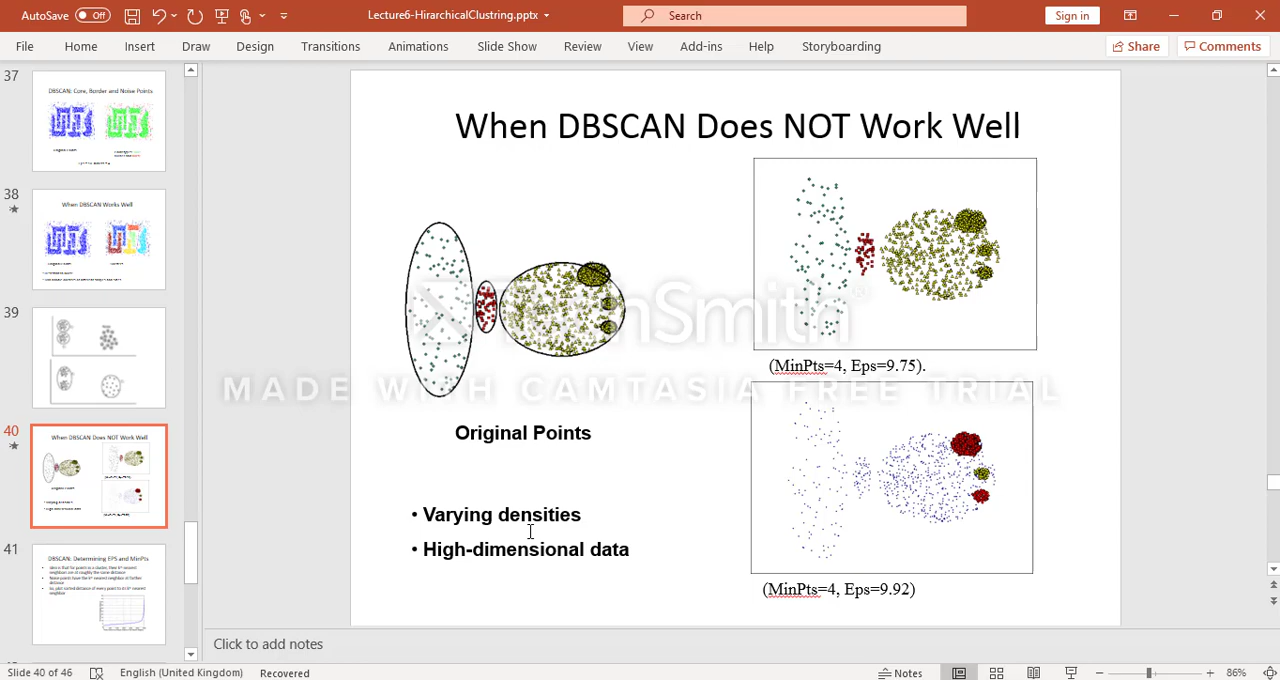 AutoSave Off Lecture6-HirarchicalClustring.pptx Search Sign in
File Home Insert Draw Design Transitions Animations Slide Show Review View Add-ins Help Storyboarding Share Comments
37
DBSCAN: Core, Border and Noise Points
38
When DBSCAN Works Well
39
40
When DBSCAN Does NOT Work Well
41
DBSCAN: Determining EPS and MinPts
When DBSCAN Does NOT Work Well
(MinPts=4, Eps=9.75).
Original Points
• Varying densities
• High-dimensional data
(MinPts=4, Eps=9.92)
TechSmith
MADE WITH CAMTASIA FREE TRIAL
Click to add notes
Slide 40 of 46 English (United Kingdom) Recovered Notes 86%